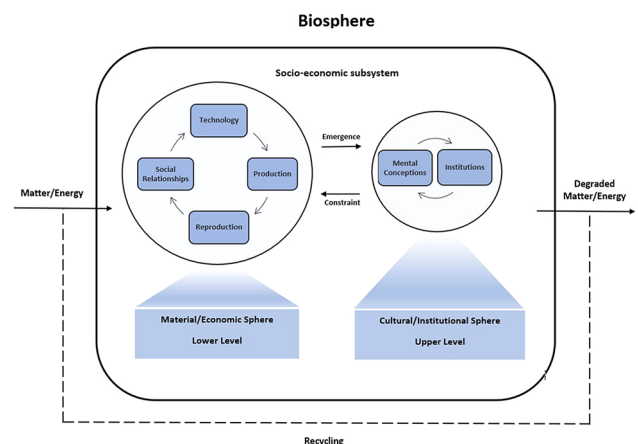 Biosphere
Socio-economic subsystem
Technology
Social
Relationships
Production
Reproduction
Emergence
Constraint
Mental
Conceptions
Institutions
Matter/Energy
Degraded
Matter/Energy
Material/Economic Sphere
Lower Level
Cultural/Institutional Sphere
Upper Level
Recycling